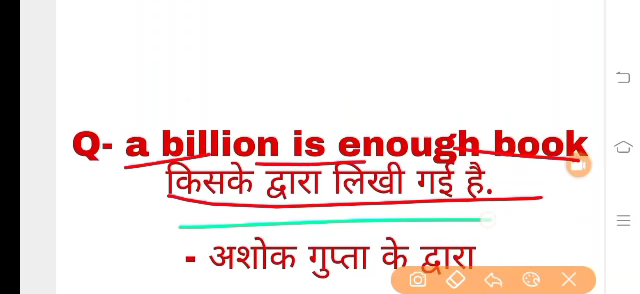 Q- a billion is enough book
किसके द्वारा लिखी गई है.
- अशोक गुप्ता के द्वारा